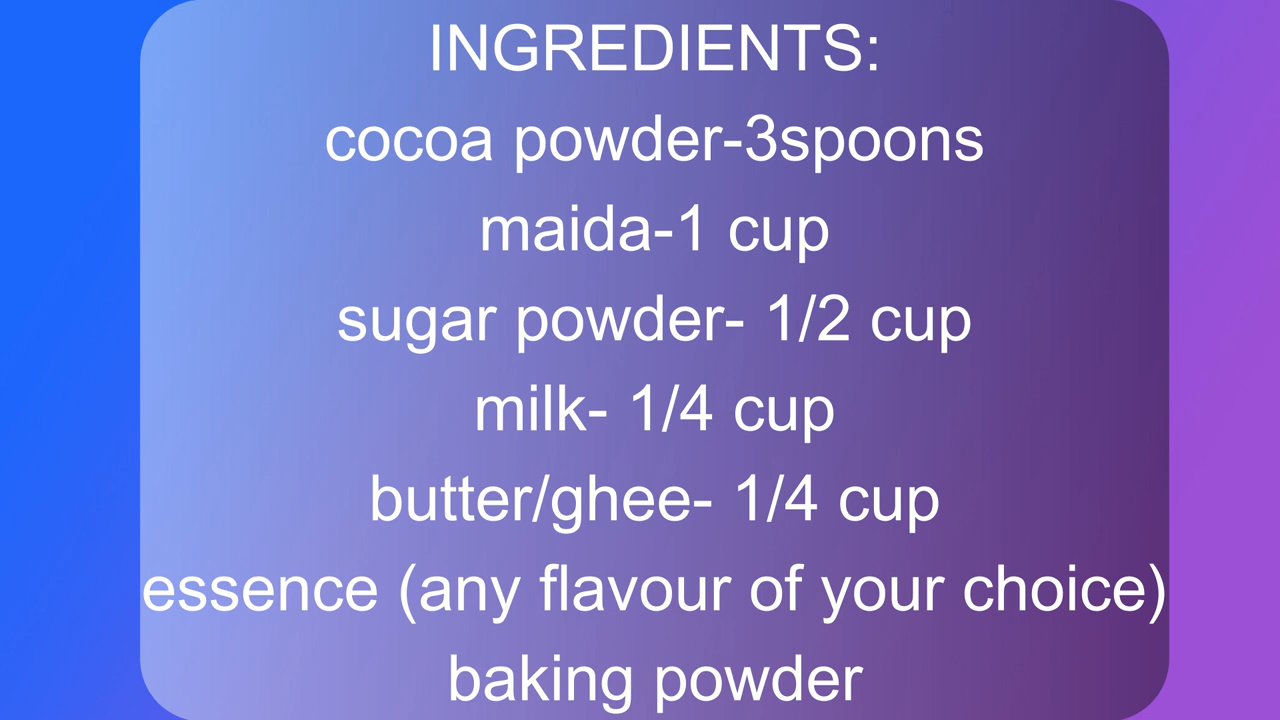 INGREDIENTS:
cocoa powder-3spoons
maida-1 cup
sugar powder- 1/2 cup
milk- 1/4 cup
butter/ghee- 1/4 cup
essence (any flavour of your choice)
baking powder